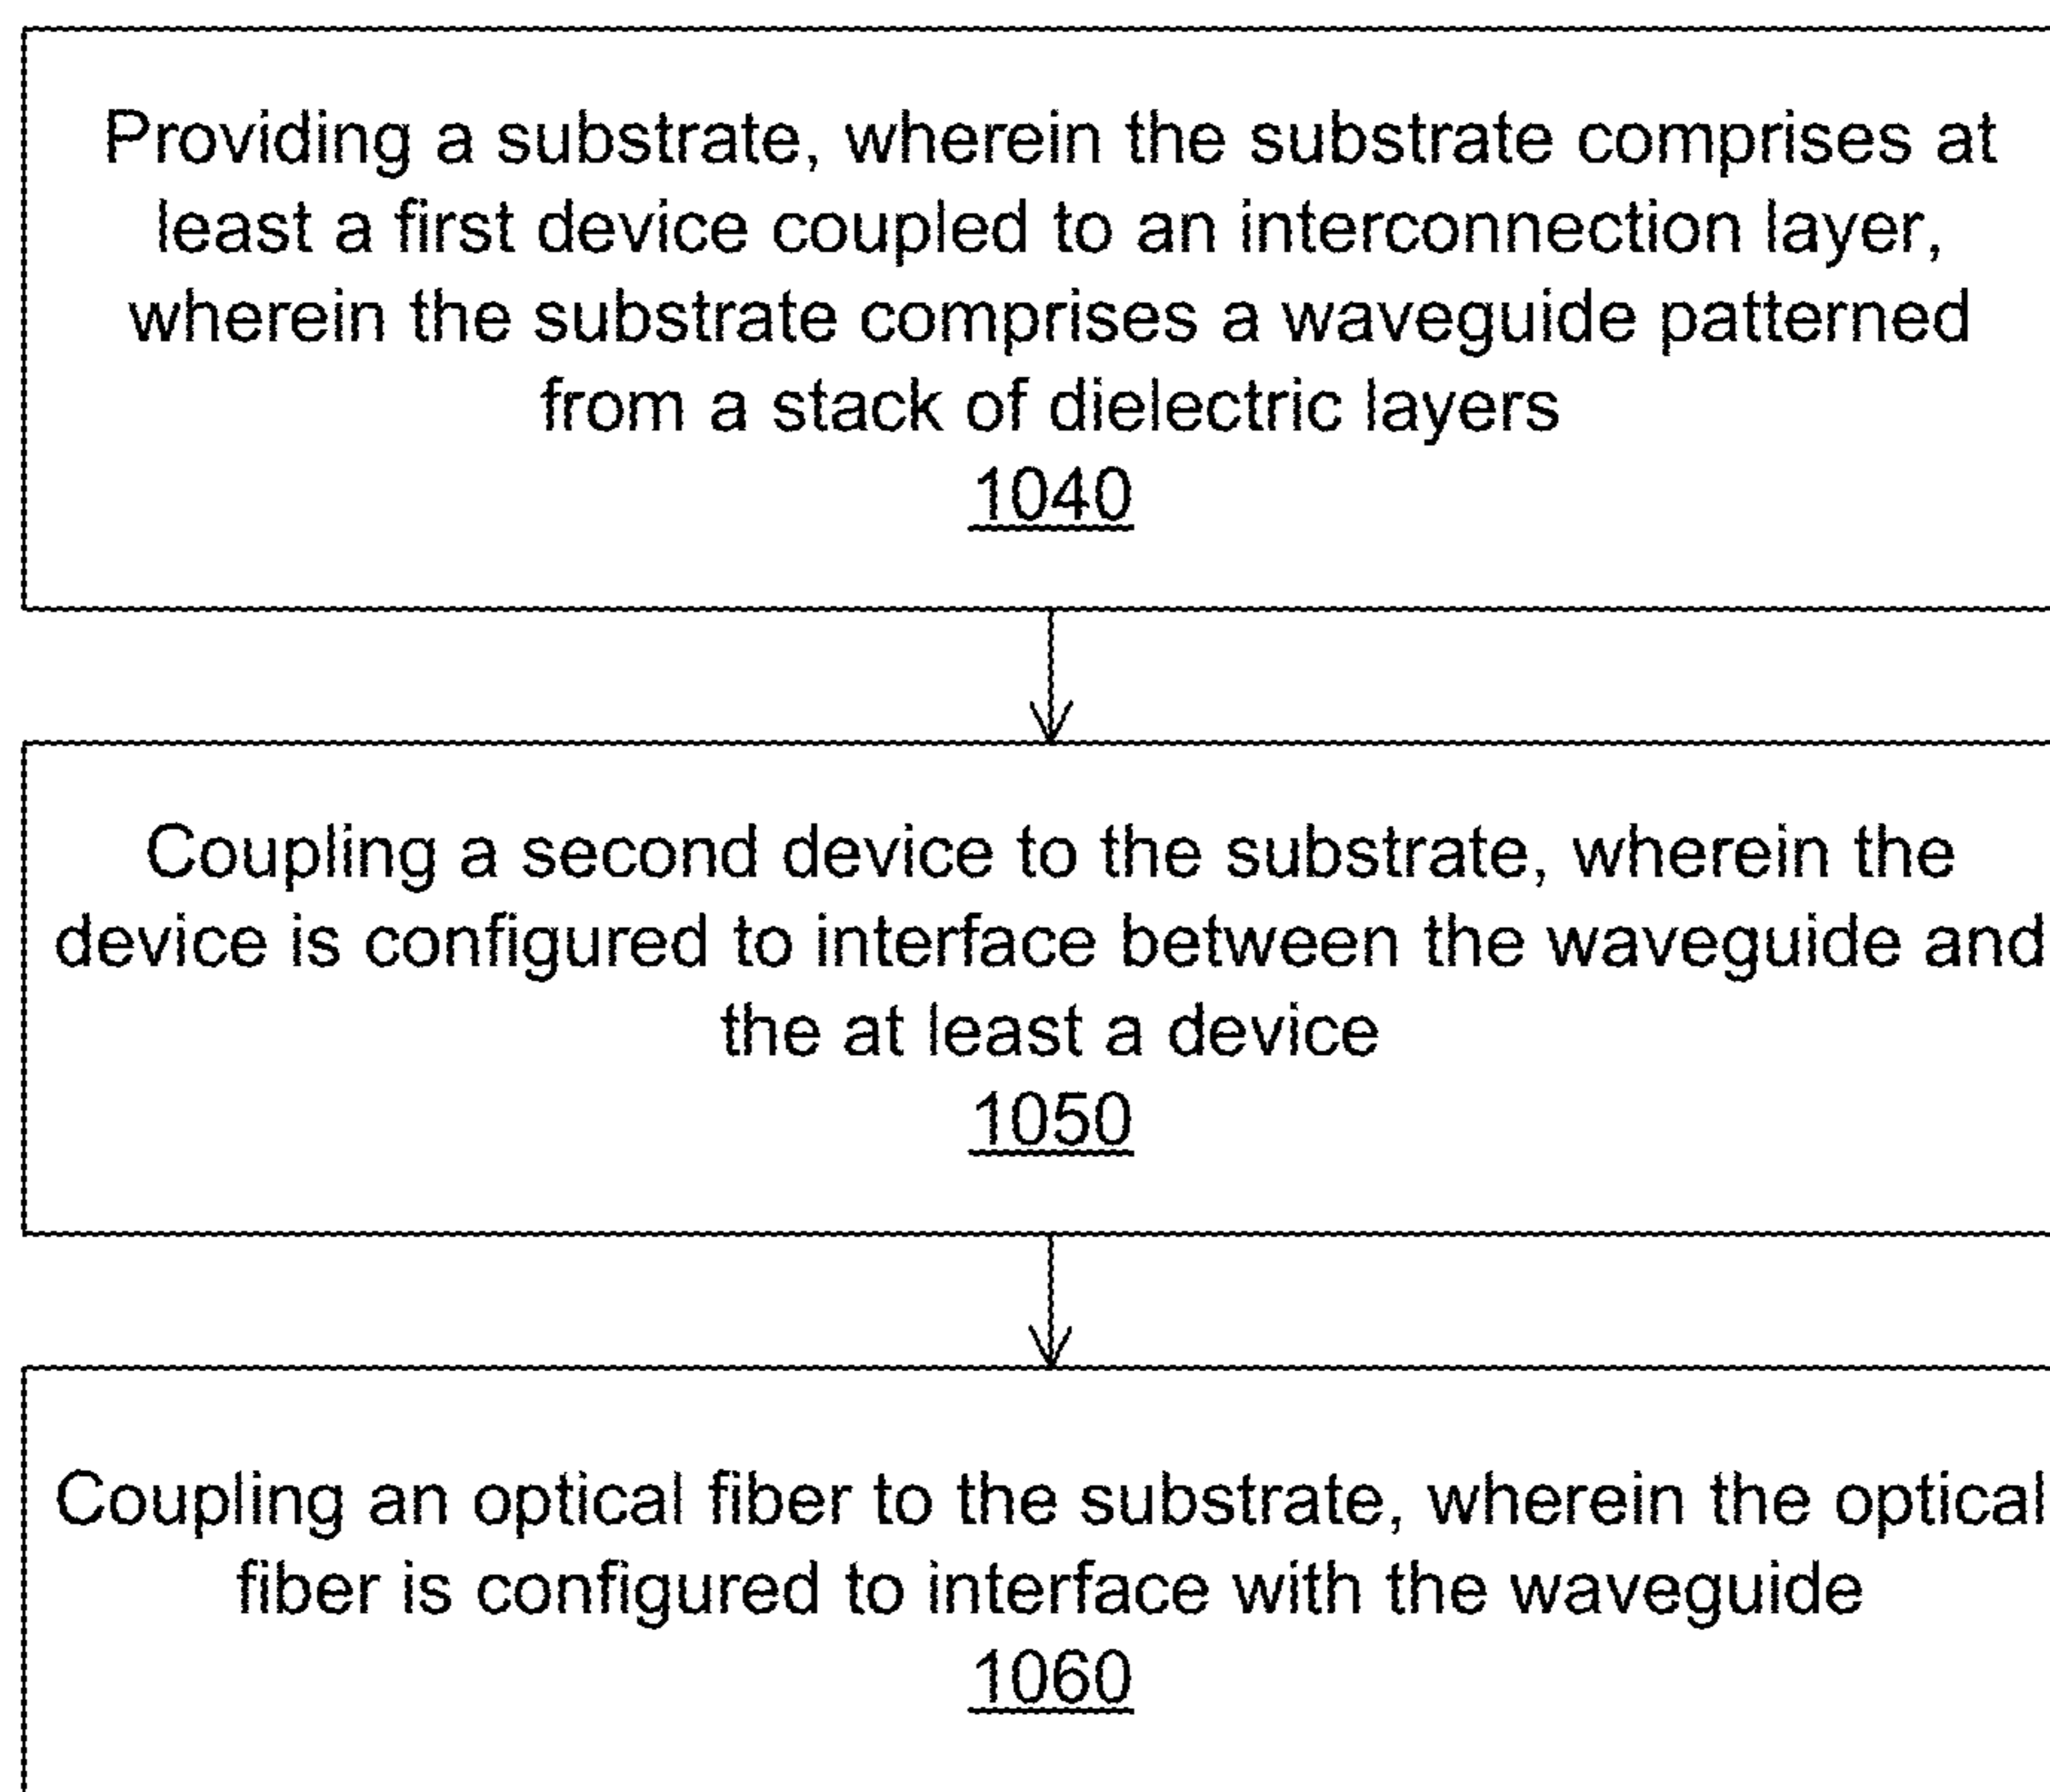 Providing a substrate, wherein the substrate comprises at
least a first device coupled to an interconnection layer,
wherein the substrate comprises a waveguide patterned
from a stack of dielectric layers
1040
Coupling a second device to the substrate, wherein the
device is configured to interface between the waveguide and
the at least a device
1050
Coupling an optical fiber to the substrate, wherein the optical
fiber is configured to interface with the waveguide
1060